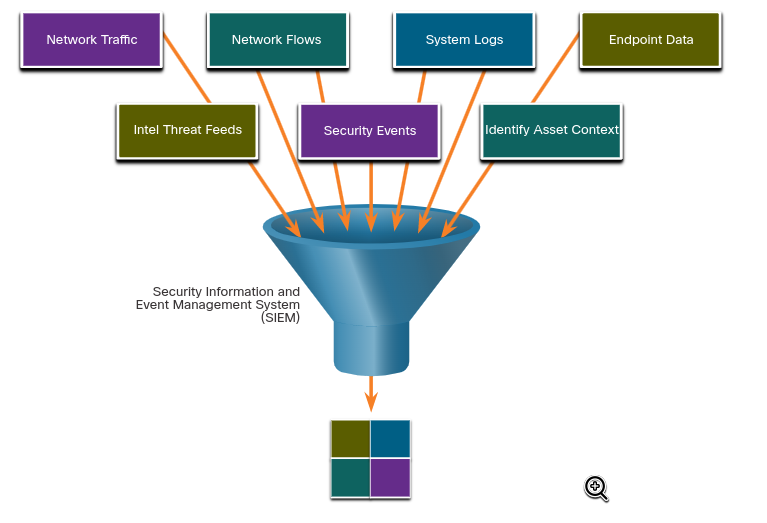 Network Traffic
Network Flows
System Logs
Endpoint Data
Intel Threat Feeds
Security Events
Identify Asset Context
Security Information and
Event Management System
(SIEM)